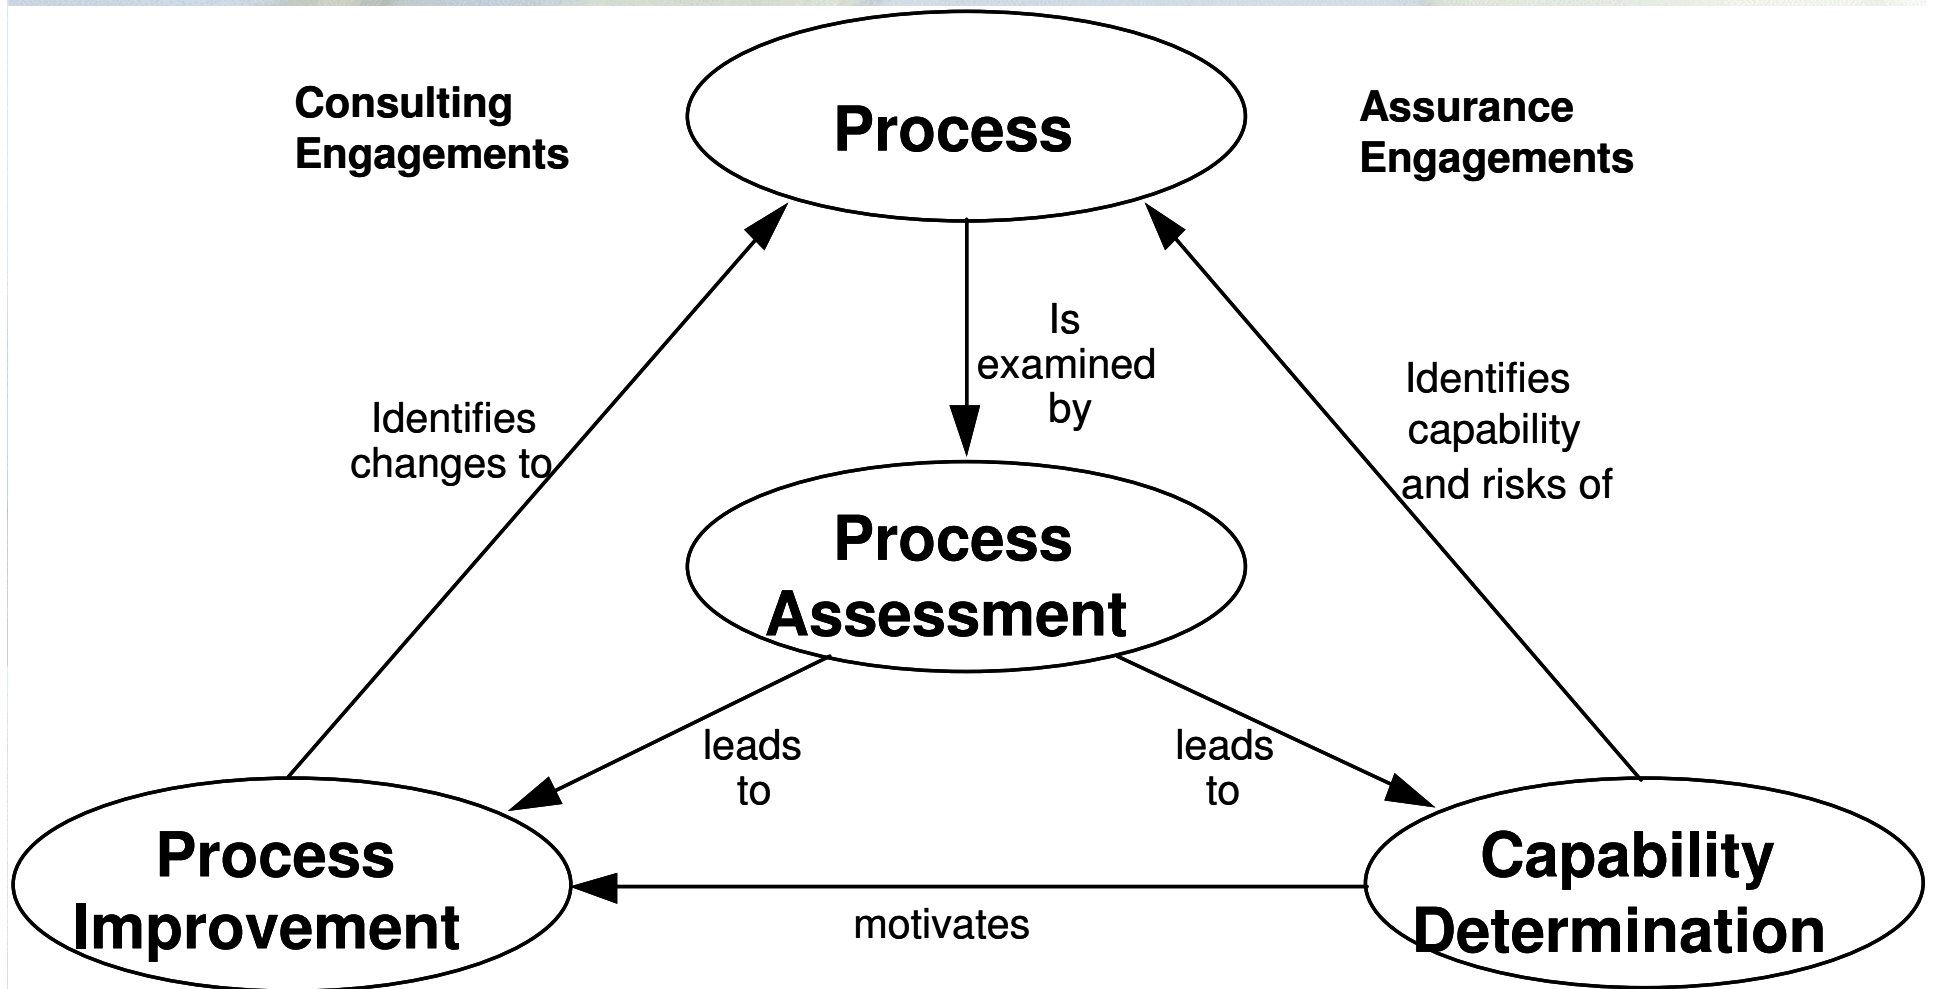 Consulting
Engagements
Process
Assurance
Engagements
Is
examined
by
Identifies
changes to
Identifies
capability
and risks of
Process
Assessment
leads
to
leads
to
Process
Improvement
motivates
Capability
Determination